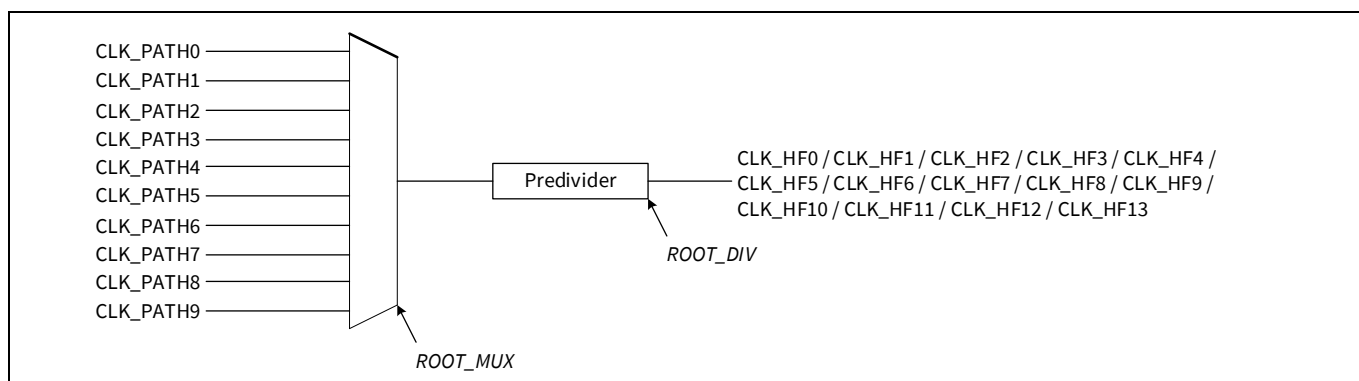 CLK_PATH0
CLK_PATH1
CLK_PATH2
CLK_PATH3
CLK_PATH4
CLK_PATH5
CLK_PATH6
CLK_PATH7
CLK_PATH8
CLK_PATH9
ROOT_MUX
Predivider
ROOT_DIV
CLK_HF0 / CLK_HF1 / CLK_HF2 / CLK_HF3 / CLK_HF4 /
CLK_HF5 / CLK_HF6 / CLK_HF7 / CLK_HF8 / CLK_HF9 /
CLK_HF10 / CLK_HF11 / CLK_HF12 / CLK_HF13